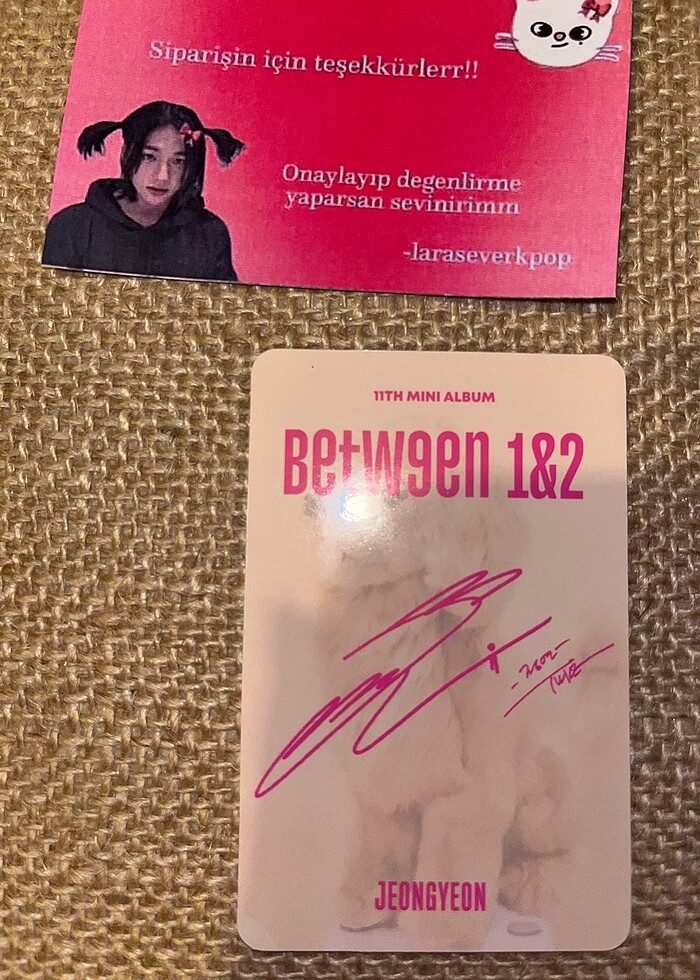 Siparişin için teşekkürlerr!!
Onaylayıp degenlirme
yaparsan sevinirimm
-laraseverkpop
11TH MINI ALBUM
Betw9en 1&2
JEONGYEON